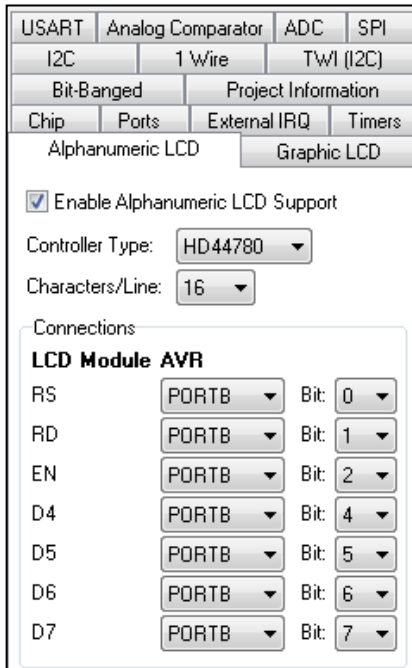 USART Analog Comparator ADC SPI
I2C 1 Wire TWI (I2C)
Bit-Banged Project Information
Chip Ports External IRQ Timers
Alphanumeric LCD Graphic LCD
Enable Alphanumeric LCD Support
Controller Type: HD44780
Characters/Line: 16
Connections
LCD Module AVR
RS PORTB Bit: 0
RD PORTB Bit: 1
EN PORTB Bit: 2
D4 PORTB Bit: 4
D5 PORTB Bit: 5
D6 PORTB Bit: 6
D7 PORTB Bit: 7